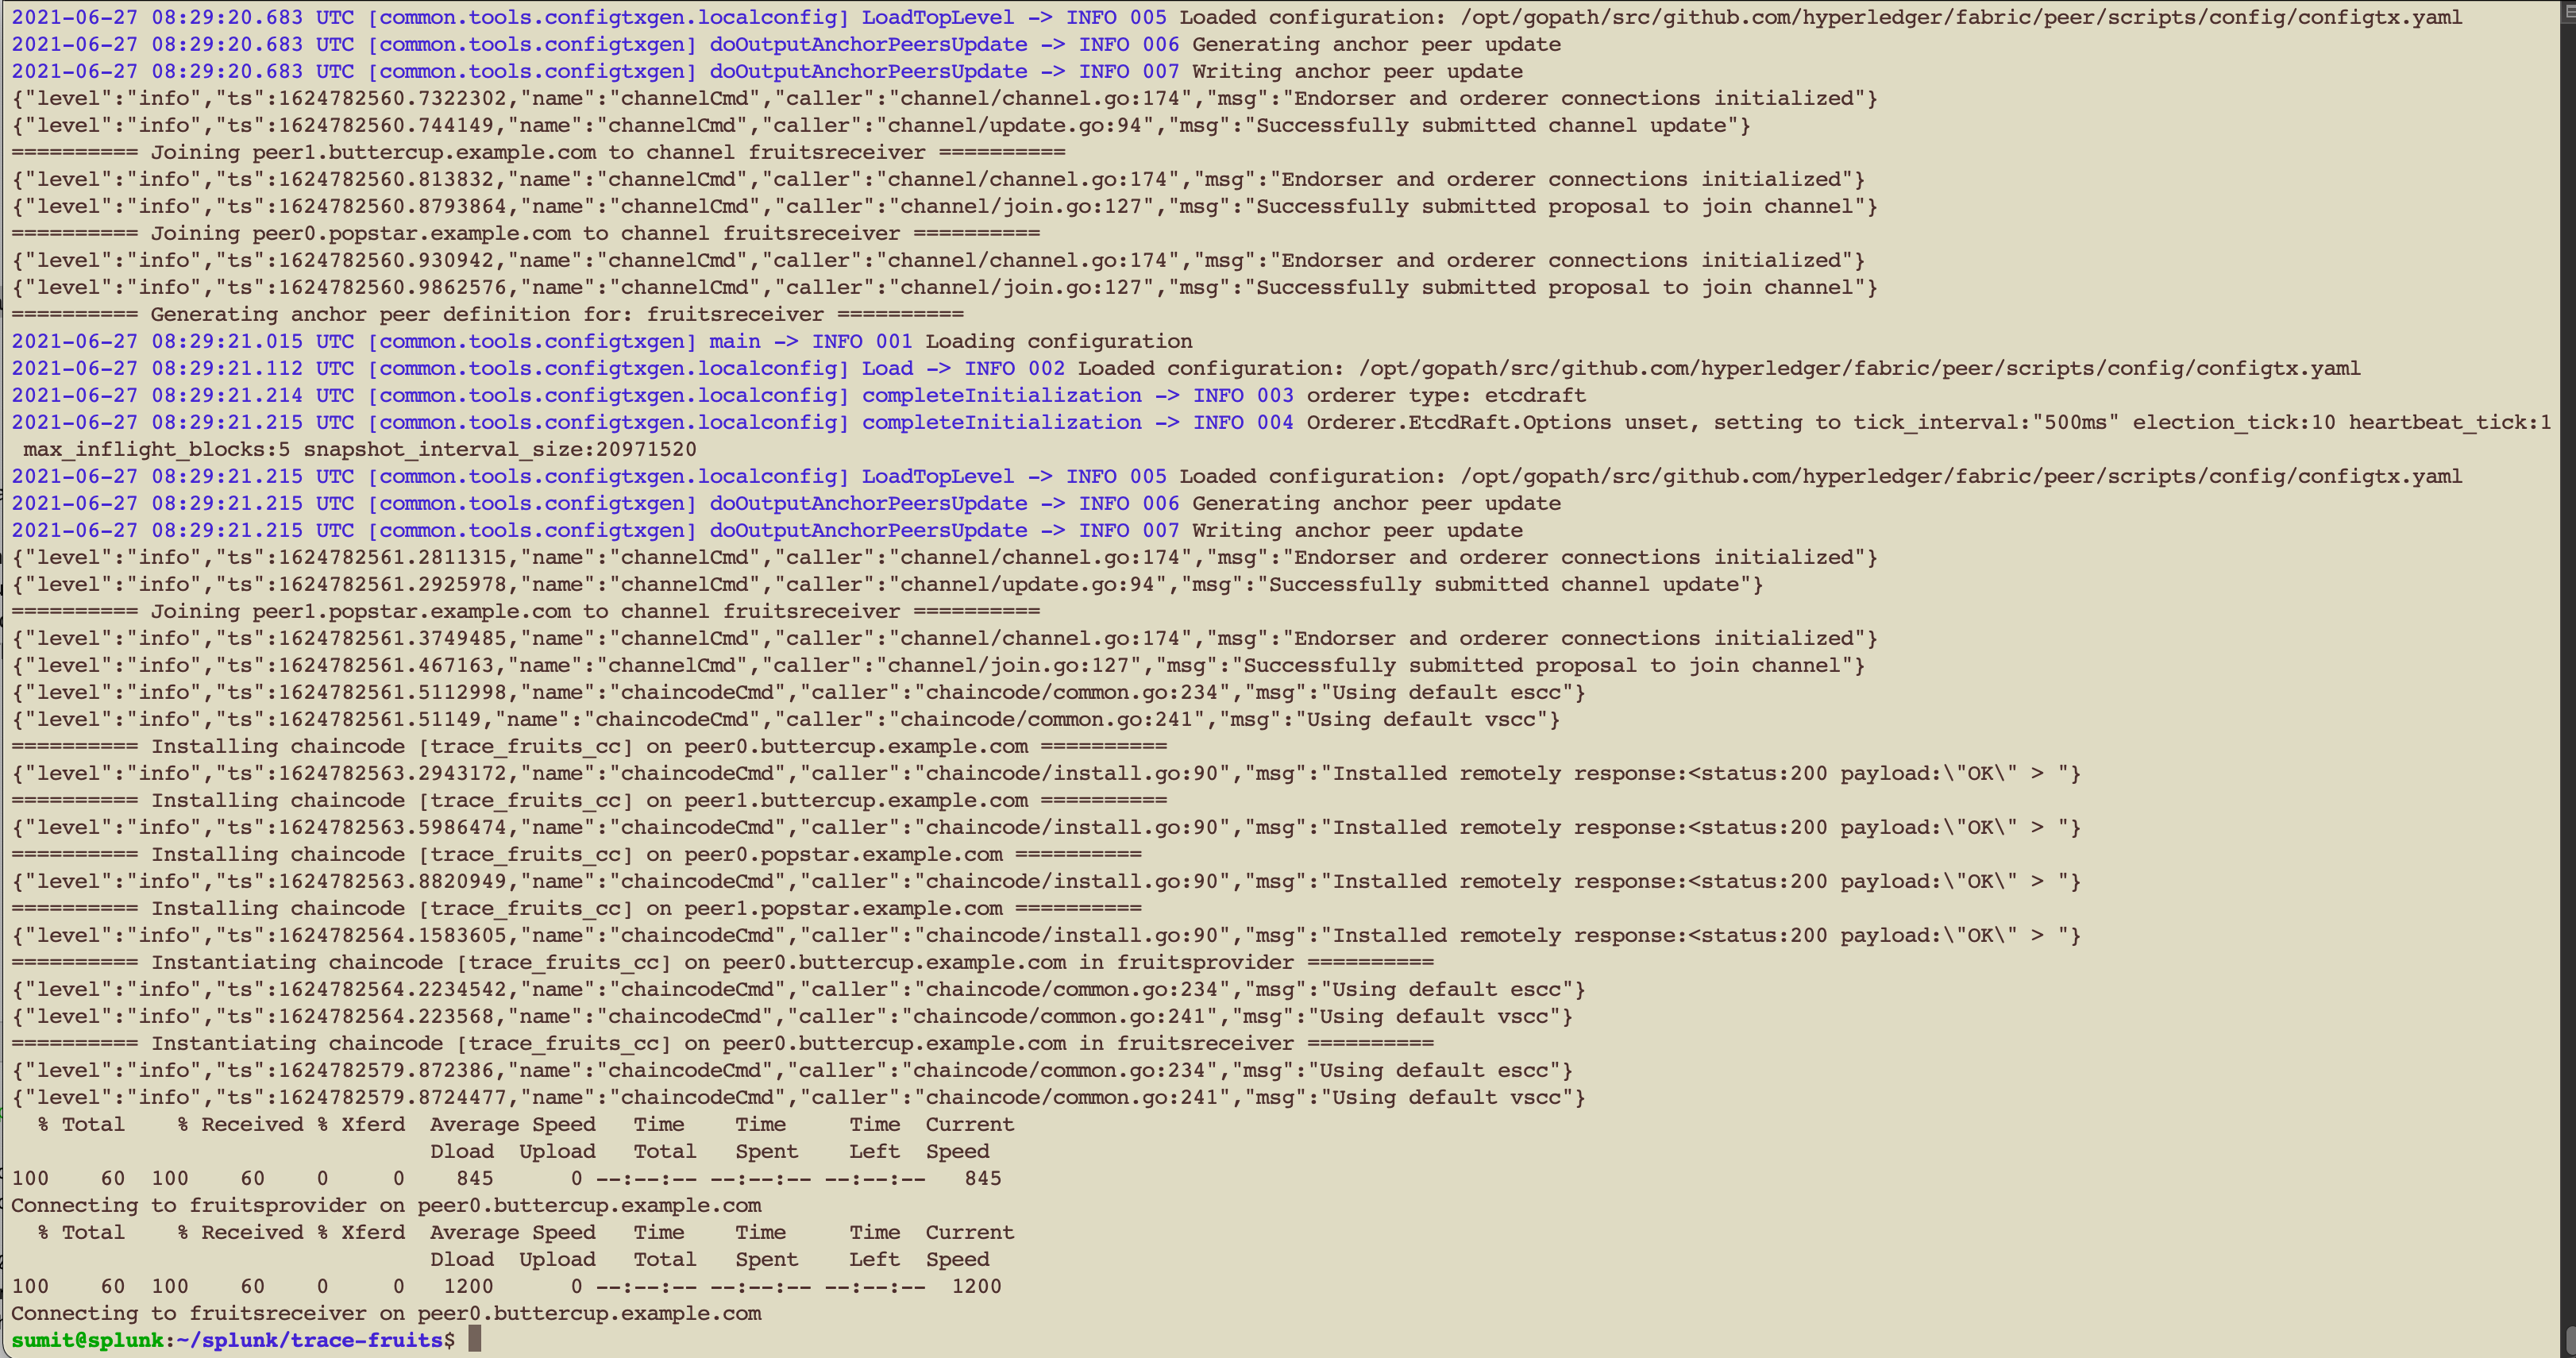 2021-06-27 08:29:20.683 UTC [common.tools.configtxgen.localconfig] LoadTopLevel -> INFO 005 Loaded configuration: /opt/gopath/src/github.com/hyperledger/fabric/peer/scripts/config/configtx.yaml
2021-06-27 08:29:20.683 UTC [common.tools.configtxgen] doOutputAnchorPeersUpdate -> INFO 006 Generating anchor peer update
2021-06-27 08:29:20.683 UTC [common.tools.configtxgen] doOutputAnchorPeersUpdate -> INFO 007 Writing anchor peer update
{"level":"info","ts":1624782560.7322302,"name":"channelCmd","caller":"channel/channel.go:174","msg":"Endorser and orderer connections initialized"}
{"level":"info","ts":1624782560.744149,"name":"channelCmd","caller":"channel/update.go:94","msg":"Successfully submitted channel update"}
========== Joining peer1.buttercup.example.com to channel fruitsreceiver ==========
{"level":"info","ts":1624782560.813832,"name":"channelCmd","caller":"channel/channel.go:174","msg":"Endorser and orderer connections initialized"}
{"level":"info","ts":1624782560.8793864,"name":"channelCmd","caller":"channel/join.go:127","msg":"Successfully submitted proposal to join channel"}
========== Joining peer0.popstar.example.com to channel fruitsreceiver ==========
{"level":"info","ts":1624782560.930942,"name":"channelCmd","caller":"channel/channel.go:174","msg":"Endorser and orderer connections initialized"}
{"level":"info","ts":1624782560.9862576,"name":"channelCmd","caller":"channel/join.go:127","msg":"Successfully submitted proposal to join channel"}
========== Generating anchor peer definition for: fruitsreceiver ==========
2021-06-27 08:29:21.015 UTC [common.tools.configtxgen] main -> INFO 001 Loading configuration
2021-06-27 08:29:21.112 UTC [common.tools.configtxgen.localconfig] Load -> INFO 002 Loaded configuration: /opt/gopath/src/github.com/hyperledger/fabric/peer/scripts/config/configtx.yaml
2021-06-27 08:29:21.214 UTC [common.tools.configtxgen.localconfig] completeInitialization -> INFO 003 orderer type: etcdraft
2021-06-27 08:29:21.215 UTC [common.tools.configtxgen.localconfig] completeInitialization -> INFO 004 Orderer.EtcdRaft.Options unset, setting to tick_interval:"500ms" election_tick:10 heartbeat_tick:1
 max_inflight_blocks:5 snapshot_interval_size:20971520
2021-06-27 08:29:21.215 UTC [common.tools.configtxgen.localconfig] LoadTopLevel -> INFO 005 Loaded configuration: /opt/gopath/src/github.com/hyperledger/fabric/peer/scripts/config/configtx.yaml
2021-06-27 08:29:21.215 UTC [common.tools.configtxgen] doOutputAnchorPeersUpdate -> INFO 006 Generating anchor peer update
2021-06-27 08:29:21.215 UTC [common.tools.configtxgen] doOutputAnchorPeersUpdate -> INFO 007 Writing anchor peer update
{"level":"info","ts":1624782561.2811315,"name":"channelCmd","caller":"channel/channel.go:174","msg":"Endorser and orderer connections initialized"}
{"level":"info","ts":1624782561.2925978,"name":"channelCmd","caller":"channel/update.go:94","msg":"Successfully submitted channel update"}
========== Joining peer1.popstar.example.com to channel fruitsreceiver ==========
{"level":"info","ts":1624782561.3749485,"name":"channelCmd","caller":"channel/channel.go:174","msg":"Endorser and orderer connections initialized"}
{"level":"info","ts":1624782561.467163,"name":"channelCmd","caller":"channel/join.go:127","msg":"Successfully submitted proposal to join channel"}
{"level":"info","ts":1624782561.5112998,"name":"chaincodeCmd","caller":"chaincode/common.go:234","msg":"Using default escc"}
{"level":"info","ts":1624782561.51149,"name":"chaincodeCmd","caller":"chaincode/common.go:241","msg":"Using default vscc"}
========== Installing chaincode [trace_fruits_cc] on peer0.buttercup.example.com ==========
{"level":"info","ts":1624782563.2943172,"name":"chaincodeCmd","caller":"chaincode/install.go:90","msg":"Installed remotely response:<status:200 payload:\"OK\" > "}
========== Installing chaincode [trace_fruits_cc] on peer1.buttercup.example.com ==========
{"level":"info","ts":1624782563.5986474,"name":"chaincodeCmd","caller":"chaincode/install.go:90","msg":"Installed remotely response:<status:200 payload:\"OK\" > "}
========== Installing chaincode [trace_fruits_cc] on peer0.popstar.example.com ==========
{"level":"info","ts":1624782563.8820949,"name":"chaincodeCmd","caller":"chaincode/install.go:90","msg":"Installed remotely response:<status:200 payload:\"OK\" > "}
========== Installing chaincode [trace_fruits_cc] on peer1.popstar.example.com ==========
{"level":"info","ts":1624782564.1583605,"name":"chaincodeCmd","caller":"chaincode/install.go:90","msg":"Installed remotely response:<status:200 payload:\"OK\" > "}
========== Instantiating chaincode [trace_fruits_cc] on peer0.buttercup.example.com in fruitsprovider ==========
{"level":"info","ts":1624782564.2234542,"name":"chaincodeCmd","caller":"chaincode/common.go:234","msg":"Using default escc"}
{"level":"info","ts":1624782564.223568,"name":"chaincodeCmd","caller":"chaincode/common.go:241","msg":"Using default vscc"}
========== Instantiating chaincode [trace_fruits_cc] on peer0.buttercup.example.com in fruitsreceiver ==========
{"level":"info","ts":1624782579.872386,"name":"chaincodeCmd","caller":"chaincode/common.go:234","msg":"Using default escc"}
{"level":"info","ts":1624782579.8724477,"name":"chaincodeCmd","caller":"chaincode/common.go:241","msg":"Using default vscc"}
  % Total    % Received % Xferd  Average Speed   Time    Time     Time  Current
                                 Dload  Upload   Total   Spent    Left  Speed
100    60  100    60    0     0    845      0 --:--:-- --:--:-- --:--:--   845
Connecting to fruitsprovider on peer0.buttercup.example.com
  % Total    % Received % Xferd  Average Speed   Time    Time     Time  Current
                                 Dload  Upload   Total   Spent    Left  Speed
100    60  100    60    0     0   1200      0 --:--:-- --:--:-- --:--:--  1200
Connecting to fruitsreceiver on peer0.buttercup.example.com
sumit@splunk:~/splunk/trace-fruits$